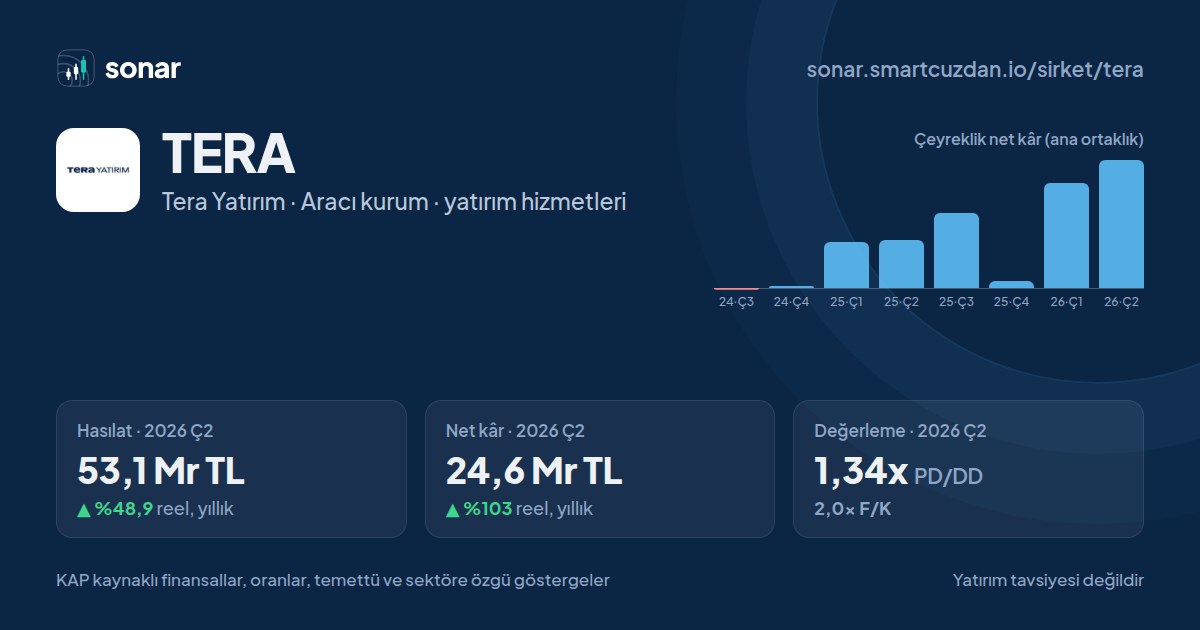 sonar
sonar.smartcuzdan.io/sirket/tera
TERA YATIRIM
TERA
Tera Yatırım · Aracı kurum · yatırım hizmetleri
Çeyreklik net kâr (ana ortaklık)
24-Ç3 24-Ç4 25-Ç1 25-Ç2 25-Ç3 25-Ç4 26-Ç1 26-Ç2
Hasılat · 2026 Ç2
53,1 Mr TL
▲ %48,9 reel, yıllık
Net kâr · 2026 Ç2
24,6 Mr TL
▲ %103 reel, yıllık
Değerleme · 2026 Ç2
1,34x PD/DD
2,0× F/K
KAP kaynaklı finansallar, oranlar, temettü ve sektöre özgü göstergeler
Yatırım tavsiyesi değildir